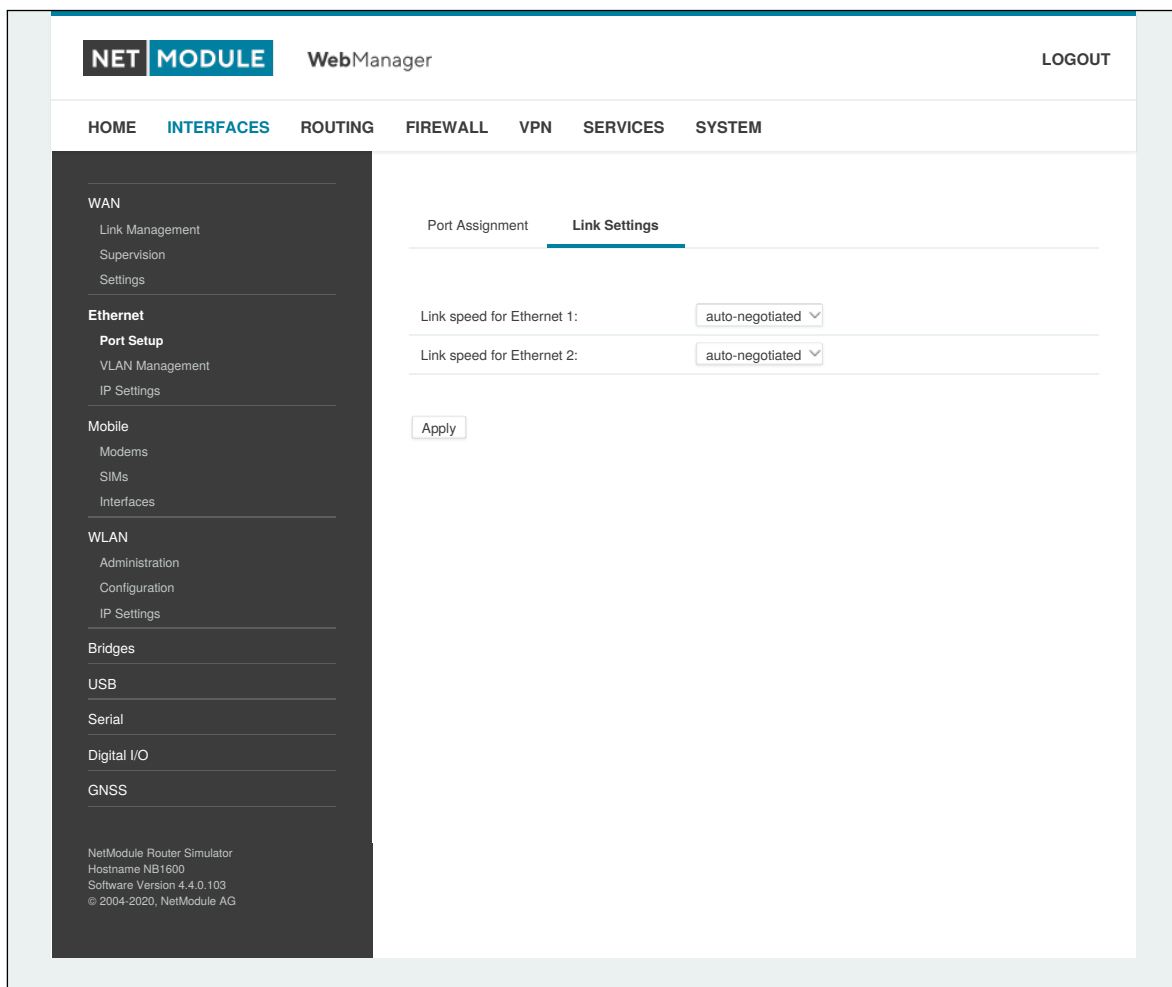 NET MODULE WebManager LOGOUT
HOME INTERFACES ROUTING FIREWALL VPN SERVICES SYSTEM
WAN
Link Management
Supervision
Settings
Ethernet
Port Setup
VLAN Management
IP Settings
Mobile
Modems
SIMs
Interfaces
WLAN
Administration
Configuration
IP Settings
Bridges
USB
Serial
Digital I/O
GNSS
NetModule Router Simulator
Hostname NB1600
Software Version 4.4.0.103
© 2004-2020, NetModule AG
Port Assignment Link Settings
Link speed for Ethernet 1: auto-negotiated
Link speed for Ethernet 2: auto-negotiated
Apply